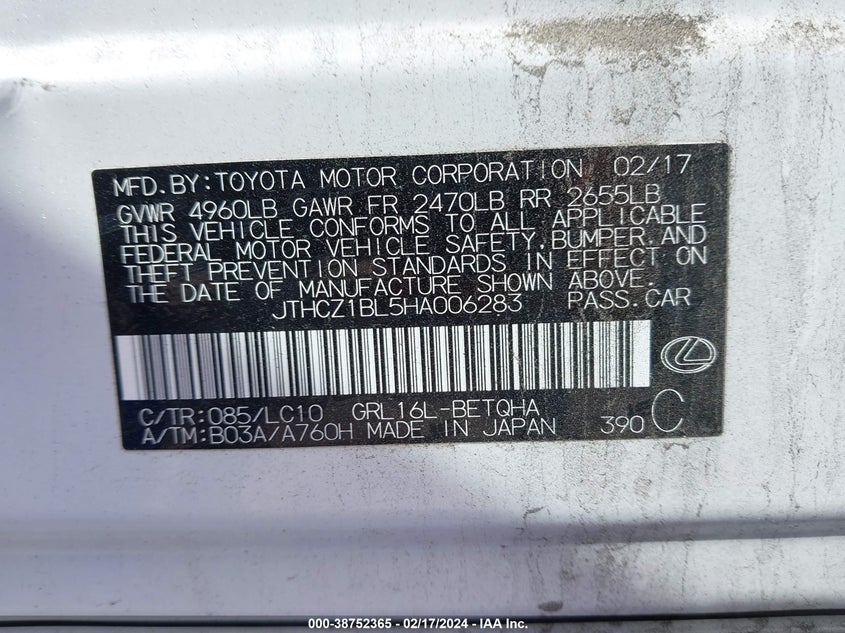 MFD.BY:TOYOTA MOTOR CORPORATION 02/17
GVWR 4960LB GAWR FR 2470LB RR 2655LB
THIS VEHICLE CONFORMS TO ALL APPLICABLE
FEDERAL MOTOR VEHICLE SAFETY,BUMPER,AND
THEFT PREVENTION STANDARDS IN EFFECT ON
THE DATE OF MANUFACTURE SHOWN ABOVE.
JTHCZ1BL5HA006283 PASS.CAR
C/TR:085/LC10 GRL16L-BETQHA
A/TM:B03A/A760H MADE IN JAPAN 390 C
000-38752365 - 02/17/2024 - IAA Inc.